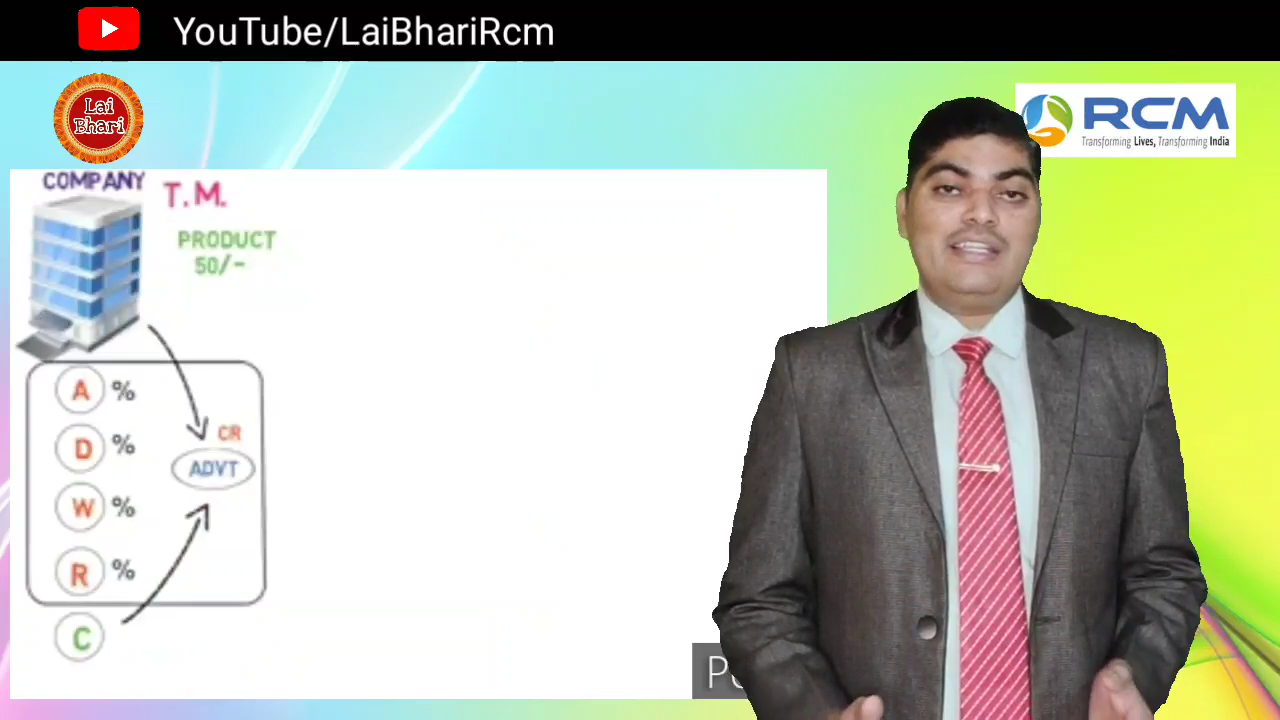 YouTube/LaiBhariRcm
Lai
Bhari
RCM
Transforming Lives, Transforming India
COMPANY
T.M.
PRODUCT
50/-
A %
D %
CR
ADVT
W %
R %
C